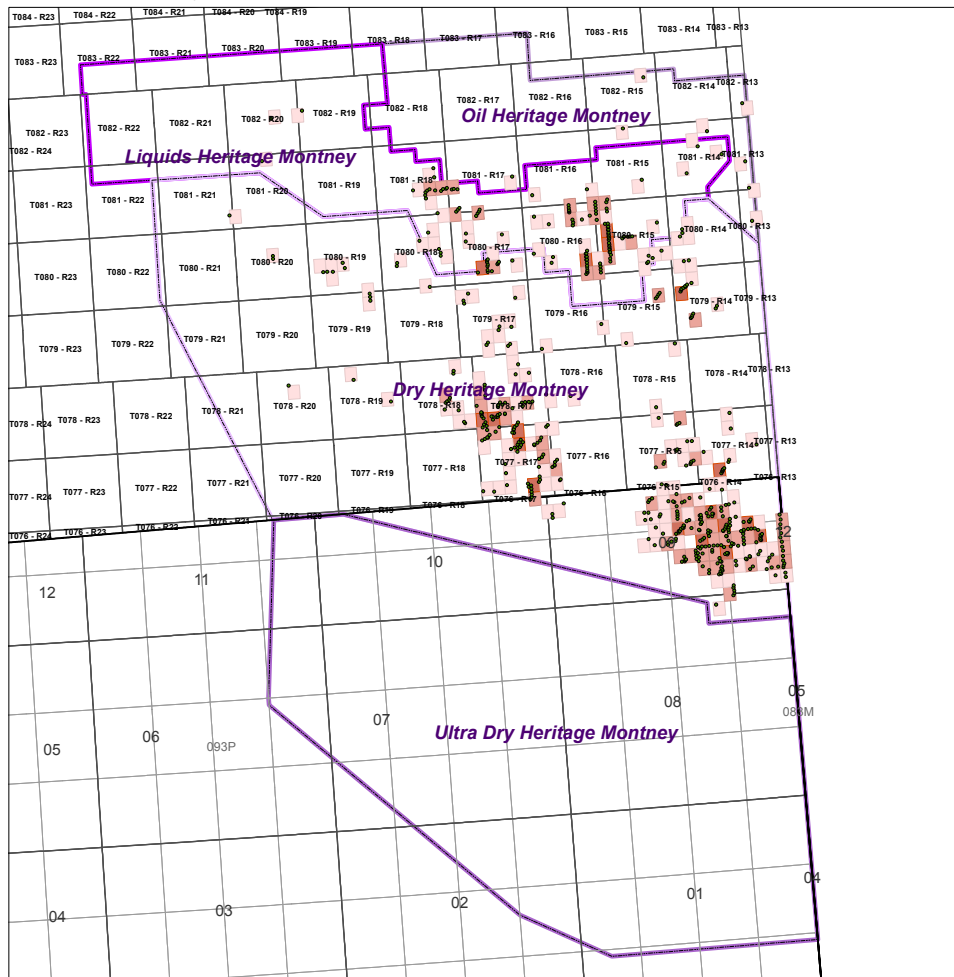 T084 - R23
T084 - R22
T084 - R21
T084 - R20
T084 - R19
T083 - R23
T083 - R22
T083 - R21
T083 - R20
T083 - R19
T083 - R18
T083 - R17
T083 - R16
T083 - R15
T083 - R14
T083 - R13
T082 - R24
T082 - R23
T082 - R22
T082 - R21
T082 - R20
T082 - R19
T082 - R18
T082 - R17
T082 - R16
T082 - R15
T082 - R14
T082 - R13
Oil Heritage Montney
Liquids Heritage Montney
T081 - R23
T081 - R22
T081 - R21
T081 - R20
T081 - R19
T081 - R18
T081 - R17
T081 - R16
T081 - R15
T081 - R14
T081 - R13
T080 - R23
T080 - R22
T080 - R21
T080 - R20
T080 - R19
T080 - R18
T080 - R17
T080 - R16
T080 - R15
T080 - R14
T080 - R13
T079 - R23
T079 - R22
T079 - R21
T079 - R20
T079 - R19
T079 - R18
T079 - R17
T079 - R16
T079 - R15
T079 - R14
T079 - R13
Dry Heritage Montney
T078 - R24
T078 - R23
T078 - R22
T078 - R21
T078 - R20
T078 - R19
T078 - R18
T078 - R17
T078 - R16
T078 - R15
T078 - R14
T078 - R13
T077 - R24
T077 - R23
T077 - R22
T077 - R21
T077 - R20
T077 - R19
T077 - R18
T077 - R17
T077 - R16
T077 - R15
T077 - R14
T077 - R13
T076 - R24
T076 - R23
T076 - R22
T076 - R21
T076 - R20
T076 - R19
T076 - R18
T076 - R17
T076 - R16
T076 - R15
T076 - R14
T076 - R13
12
11
10
05
06
093P
07
08
05
083M
Ultra Dry Heritage Montney
04
03
02
01
04